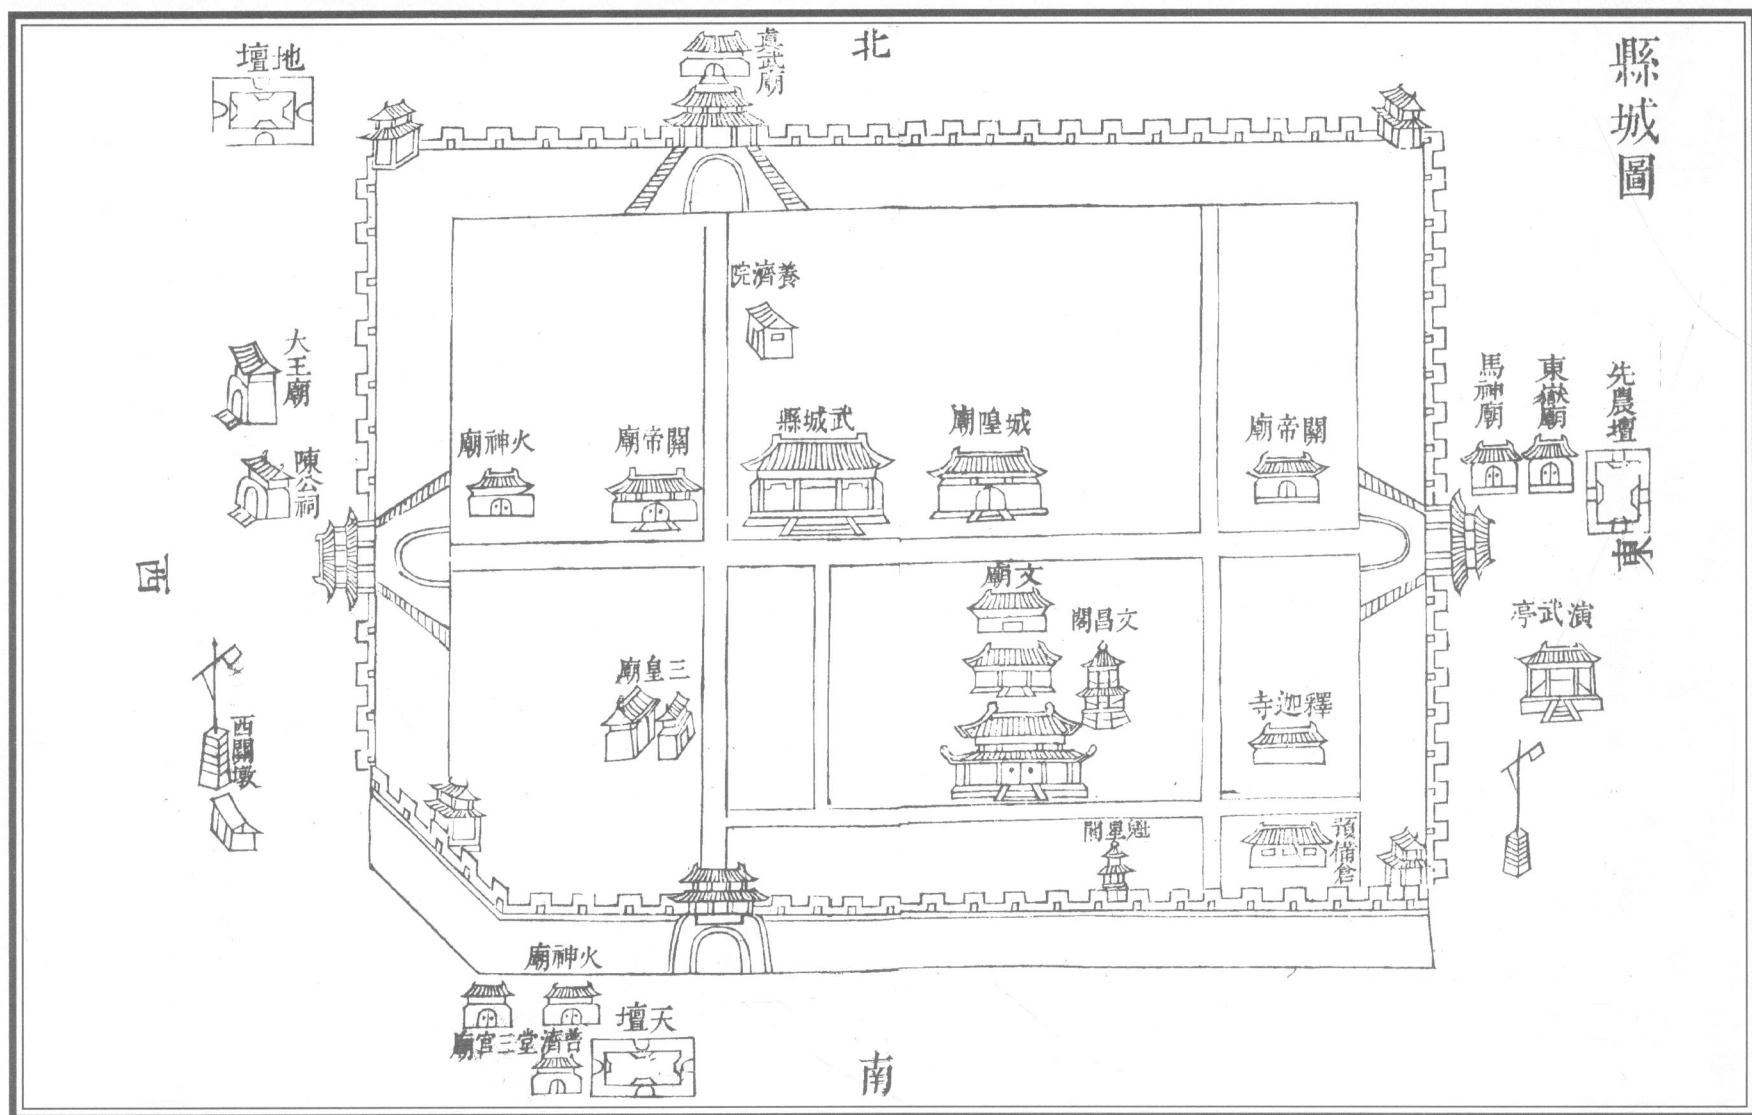 縣城圖
北
真武廟
地壇
養濟院
大王廟
陳公祠
火神廟
關帝廟
武城縣
城隍廟
關帝廟
馬神廟
東嶽廟
先農壇
東
西
文廟
文昌閣
演武亭
三皇廟
釋迦寺
西關墩
魁星閣
預備倉
火神廟
天壇
普濟堂三官廟
南